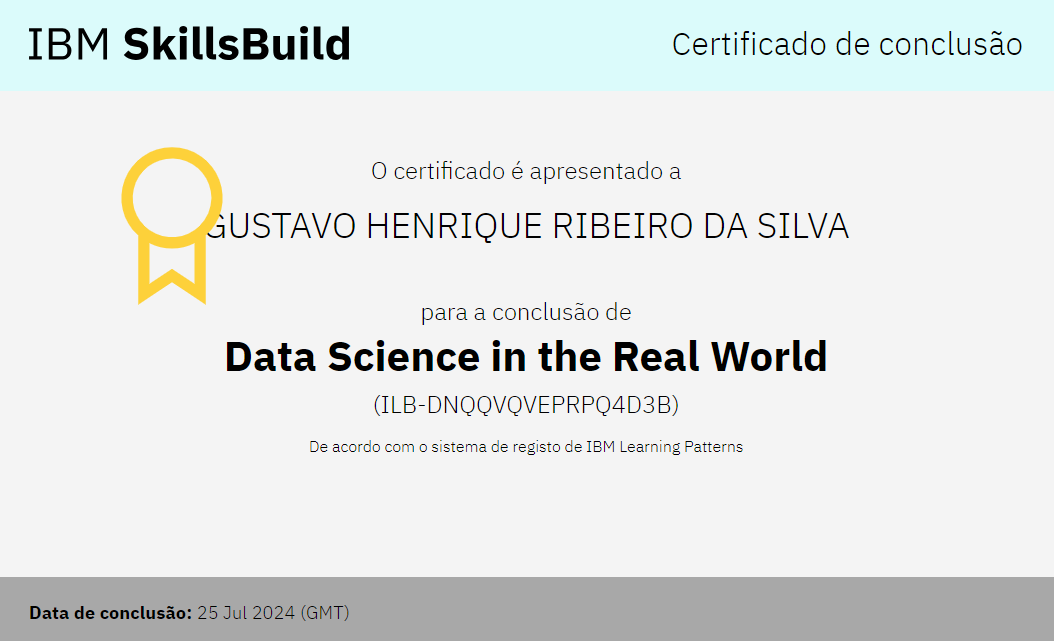 IBM SkillsBuild
Certificado de conclusão
O certificado é apresentado a
GUSTAVO HENRIQUE RIBEIRO DA SILVA
para a conclusão de
Data Science in the Real World
(ILB-DNQQVQVEPRPQ4D3B)
De acordo com o sistema de registo de IBM Learning Patterns
Data de conclusão: 25 Jul 2024 (GMT)